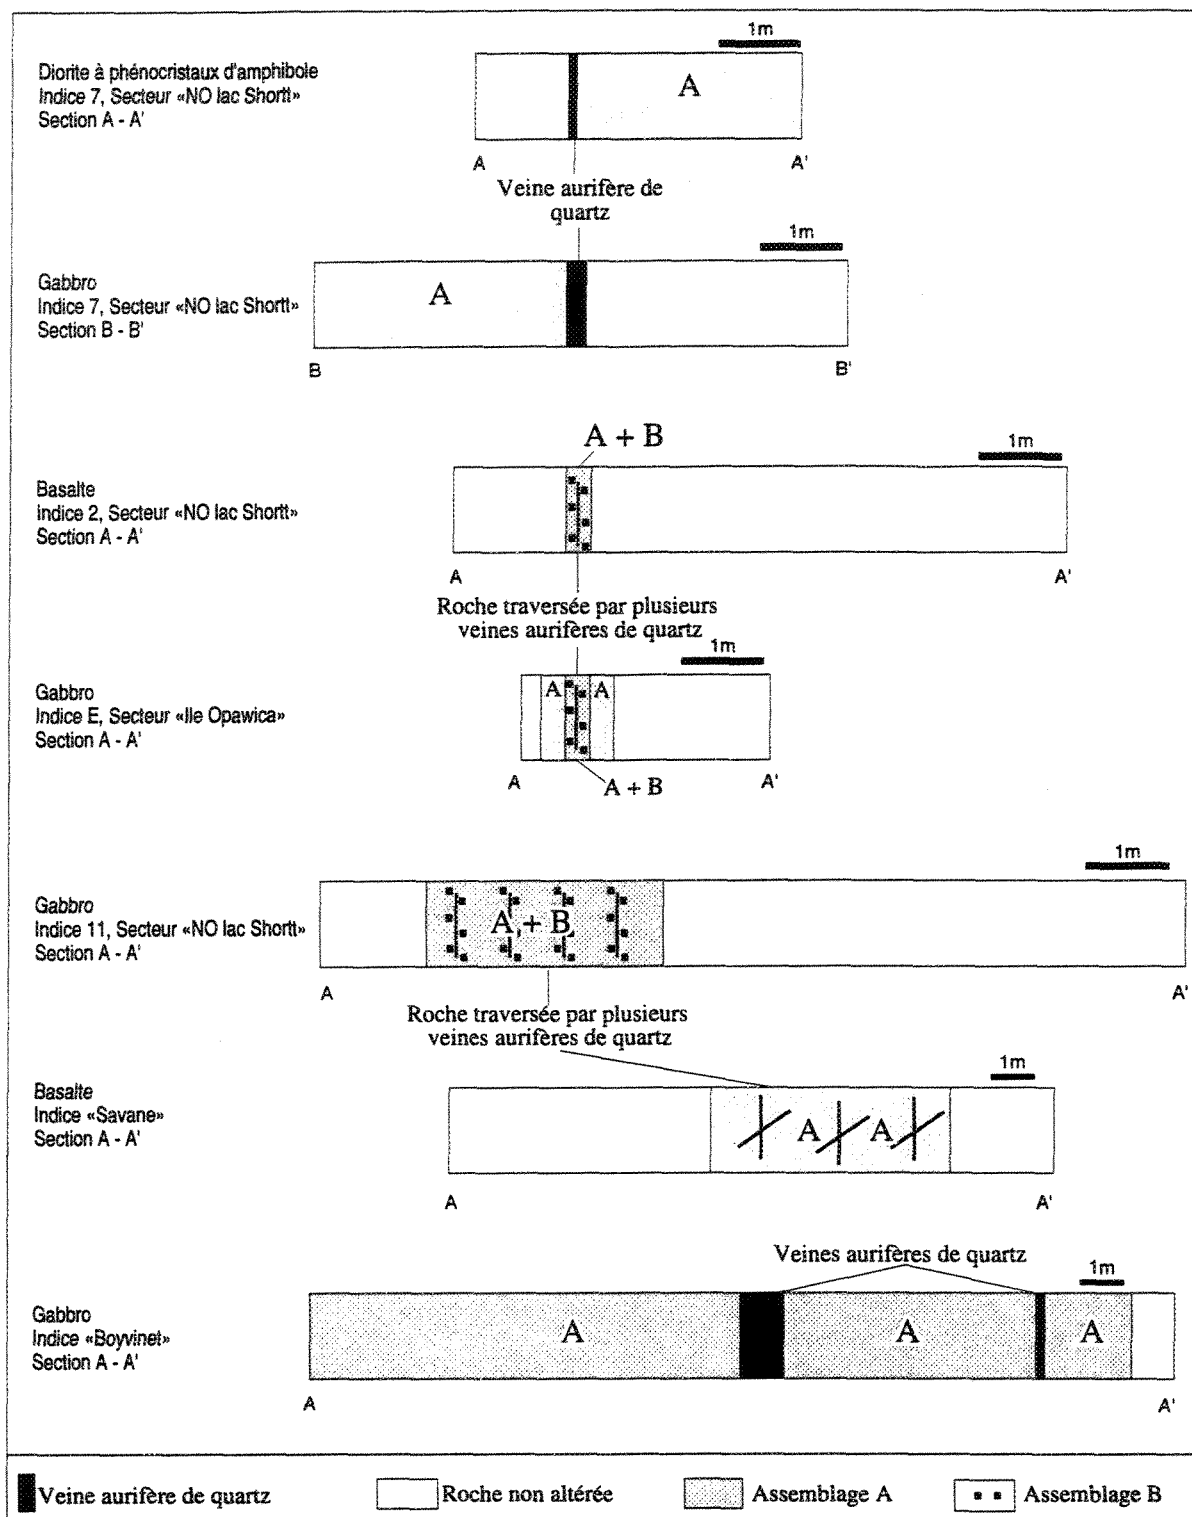 1m
Diorite à phénocristaux d'amphibole
Indice 7, Secteur «NO lac Shortt»
Section A - A'
A
A
A'
Veine aurifère de
quartz
1m
Gabbro
Indice 7, Secteur «NO lac Shortt»
Section B - B'
A
B
B'
A + B
1m
Basalte
Indice 2, Secteur «NO lac Shortt»
Section A - A'
A
A'
Roche traversée par plusieurs
veines aurifères de quartz
1m
Gabbro
Indice E, Secteur «Ile Opawica»
Section A - A'
A
A
A
A'
A + B
1m
Gabbro
Indice 11, Secteur «NO lac Shortt»
Section A - A'
A + B
A
A'
Roche traversée par plusieurs
veines aurifères de quartz
1m
Basalte
Indice «Savane»
Section A - A'
A
A
A
A'
Veines aurifères de quartz
1m
Gabbro
Indice «Boyvinet»
Section A - A'
A
A
A
A
A'
Veine aurifère de quartz
Roche non altérée
Assemblage A
Assemblage B